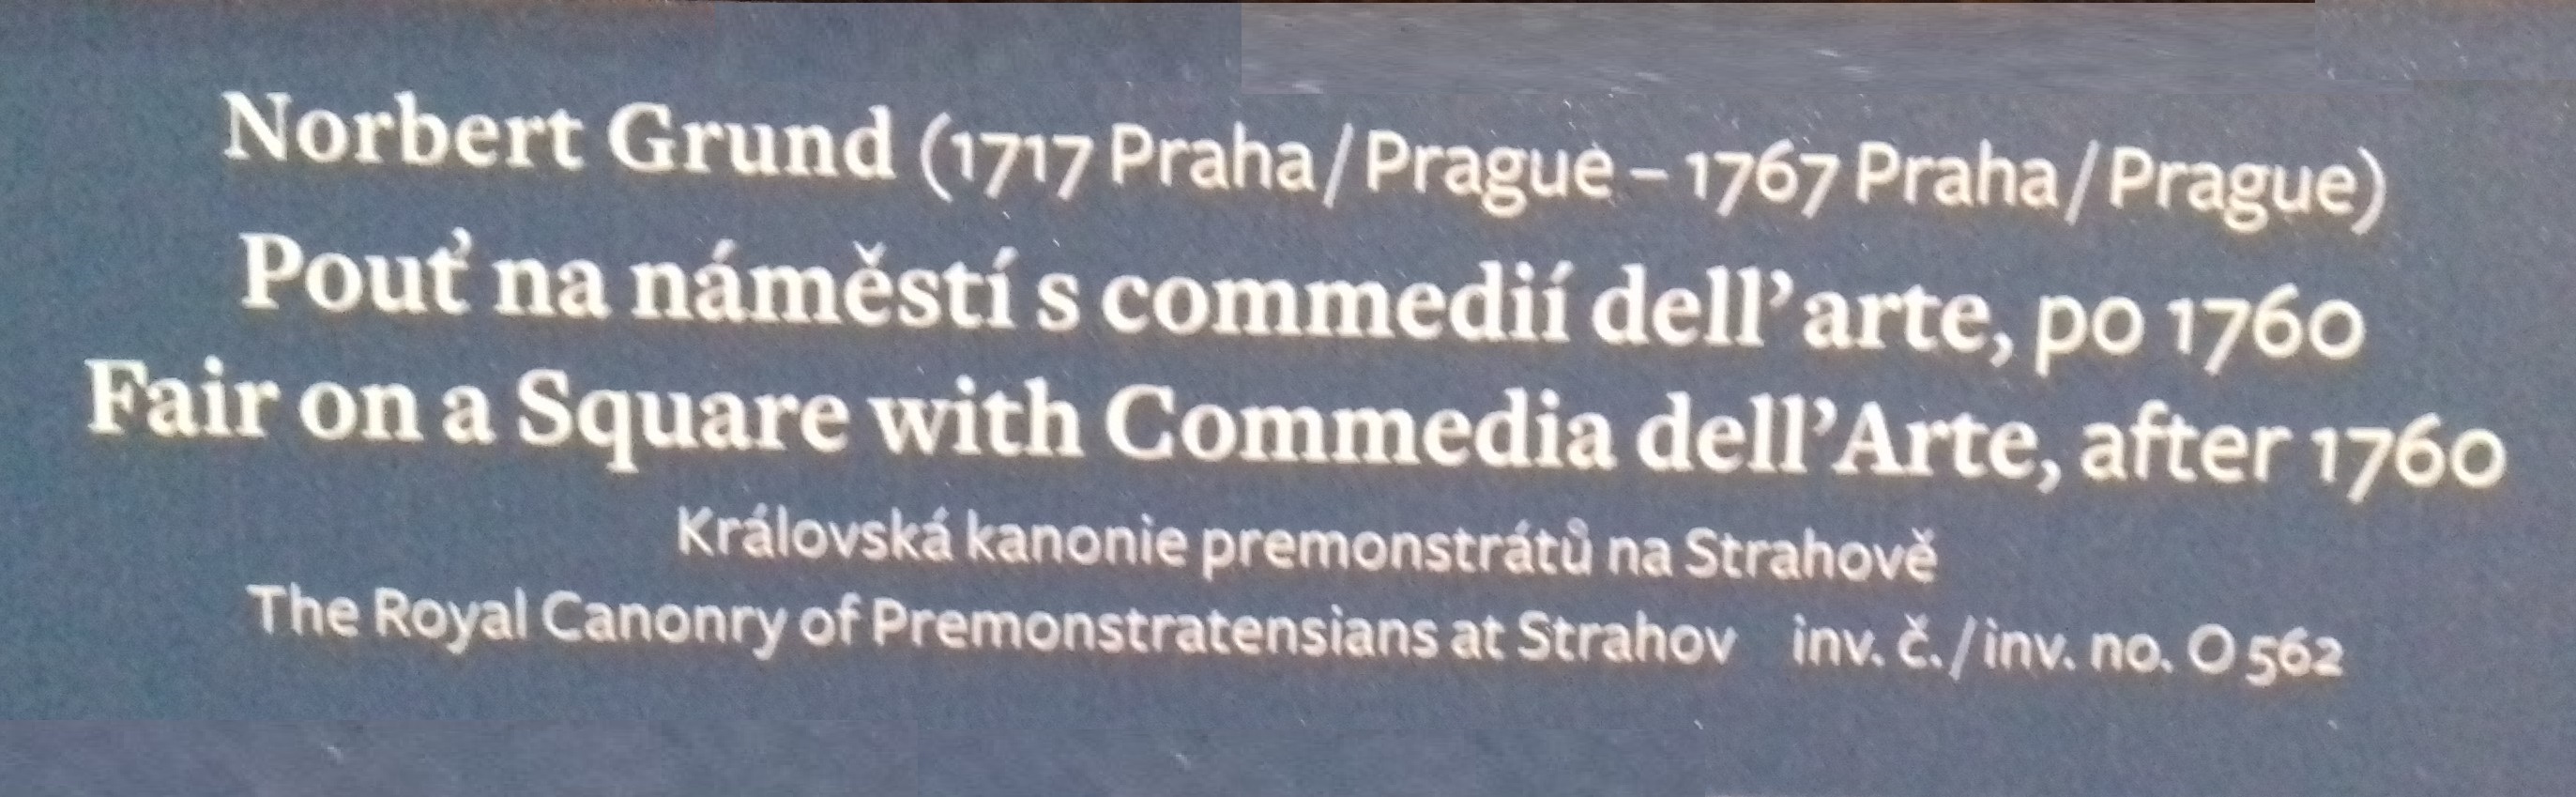 Norbert Grund (1717 Praha / Prague – 1767 Praha / Prague)
Pouť na náměstí s commedií dell’arte, po 1760
Fair on a Square with Commedia dell’Arte, after 1760
Královská kanonie premonstrátů na Strahově
The Royal Canonry of Premonstratensians at Strahov inv. č. / inv. no. O 562